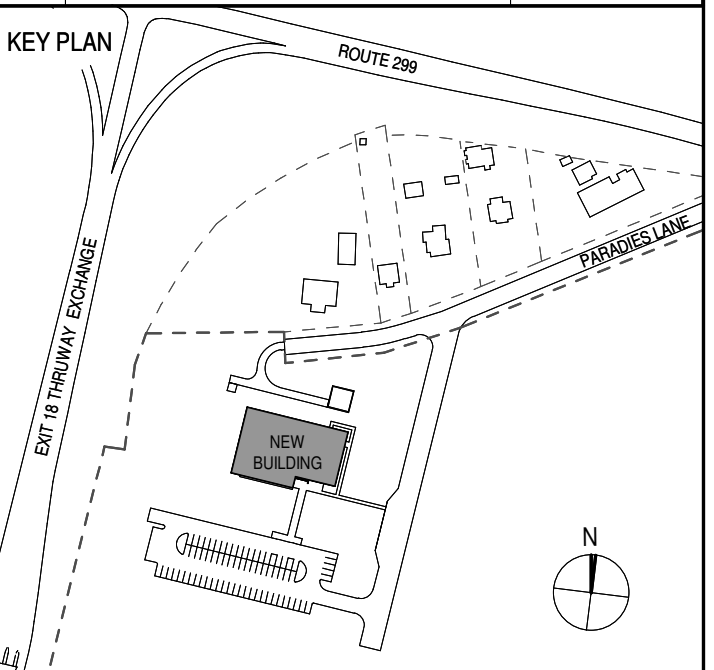 KEY PLAN
ROUTE 299
PARADIES LANE
EXIT 18 THRUWAY EXCHANGE
NEW
BUILDING
N